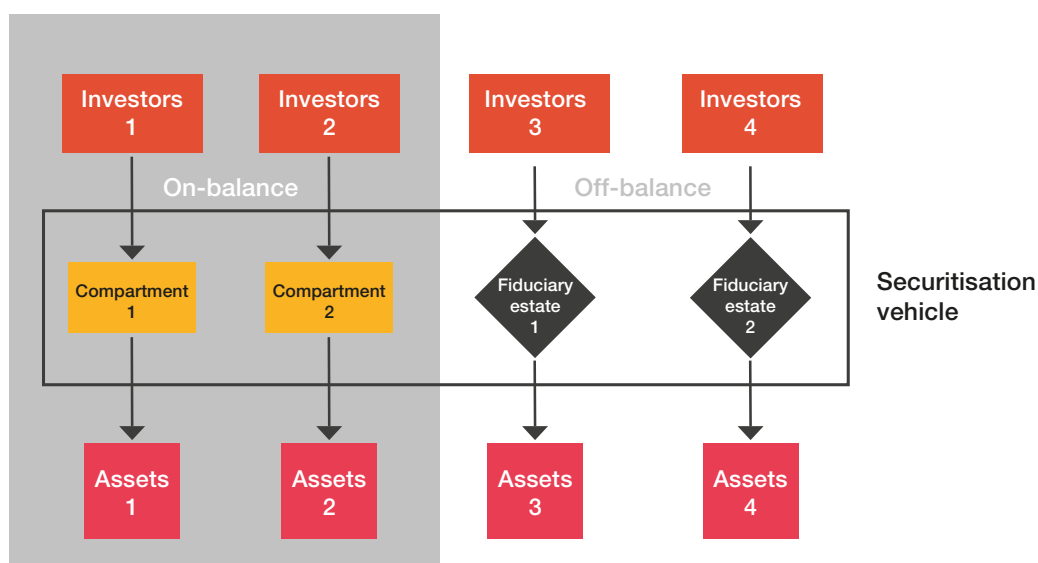 Investors
1
Investors
2
Investors
3
Investors
4
On-balance
Off-balance
Compartment
1
Compartment
2
Fiduciary
estate
1
Fiduciary
estate
2
Securitisation
vehicle
Assets
1
Assets
2
Assets
3
Assets
4